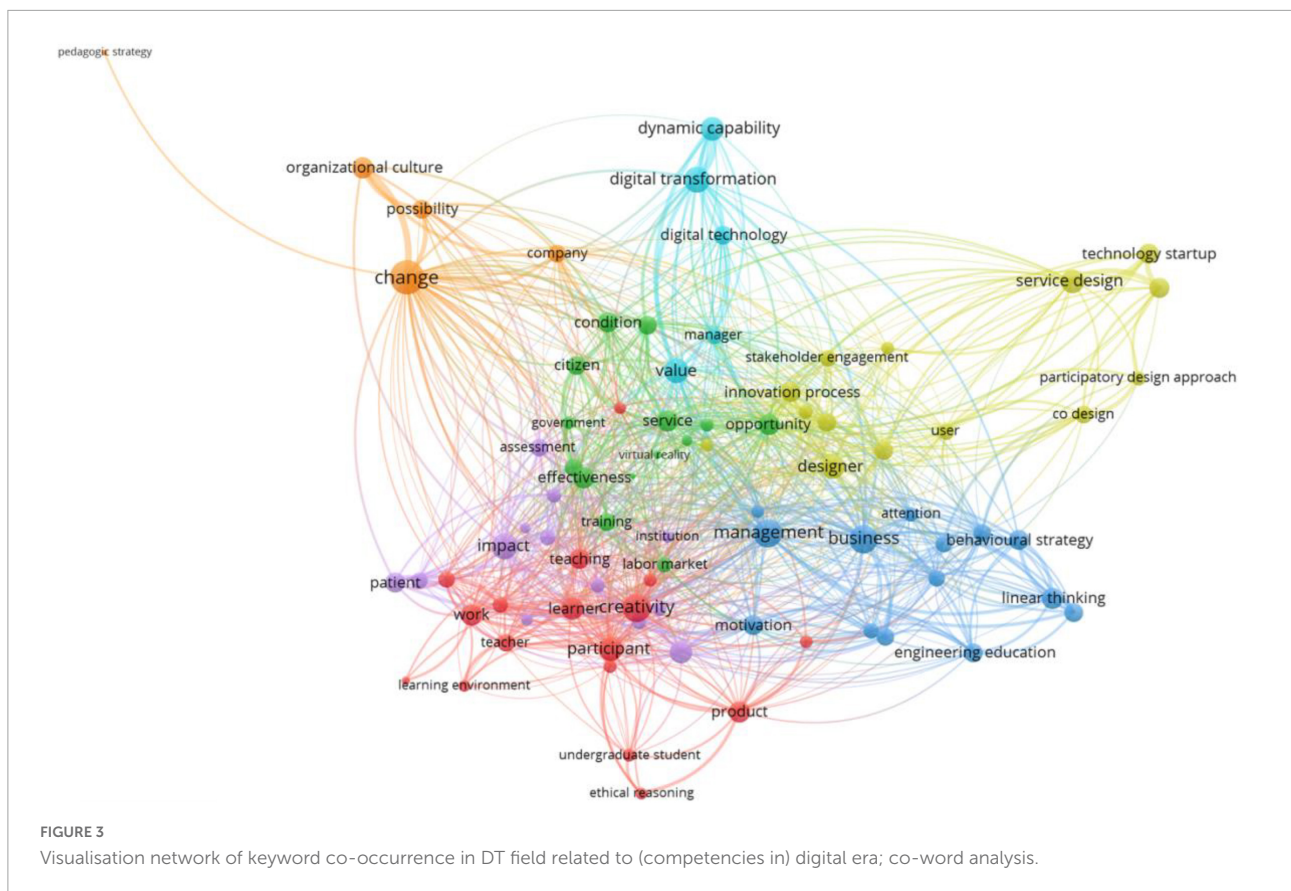 pedagogic strategy
dynamic capability
organizational culture
digital transformation
possibility
digital technology
company
technology startup
change
service design
condition
manager
stakeholder engagement
citizen
value
participatory design approach
innovation process
co design
government
service
opportunity
user
assessment
virtual reality
effectiveness
designer
attention
training
management
business
behavioural strategy
impact
institution
teaching
labor market
patient
linear thinking
work
learner
creativity
motivation
teacher
participant
engineering education
learning environment
product
undergraduate student
ethical reasoning
FIGURE 3
Visualisation network of keyword co-occurrence in DT field related to (competencies in) digital era; co-word analysis.